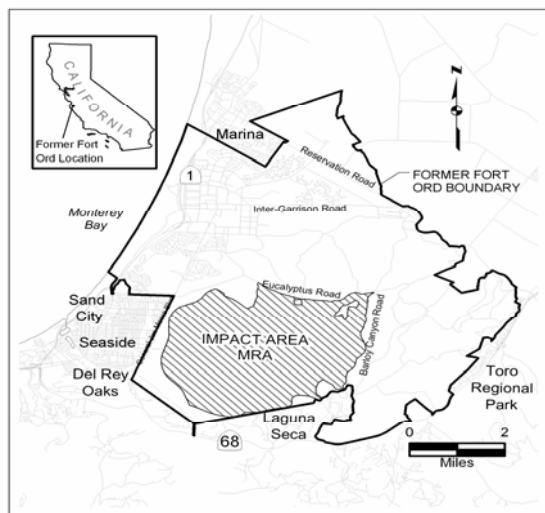 CALIFORNIA
Former Fort
Ord Location
Z
Marina
Reservation Road
FORMER FORT
ORD BOUNDARY
1
Inter-Garrison Road
Monterey
Bay
Eucalyptus Road
Sand
City
Seaside
IMPACT AREA
MRA
Barloy Canyon Road
Del Rey
Oaks
Toro
Regional
Park
Laguna
Seca
68
0
2
Miles